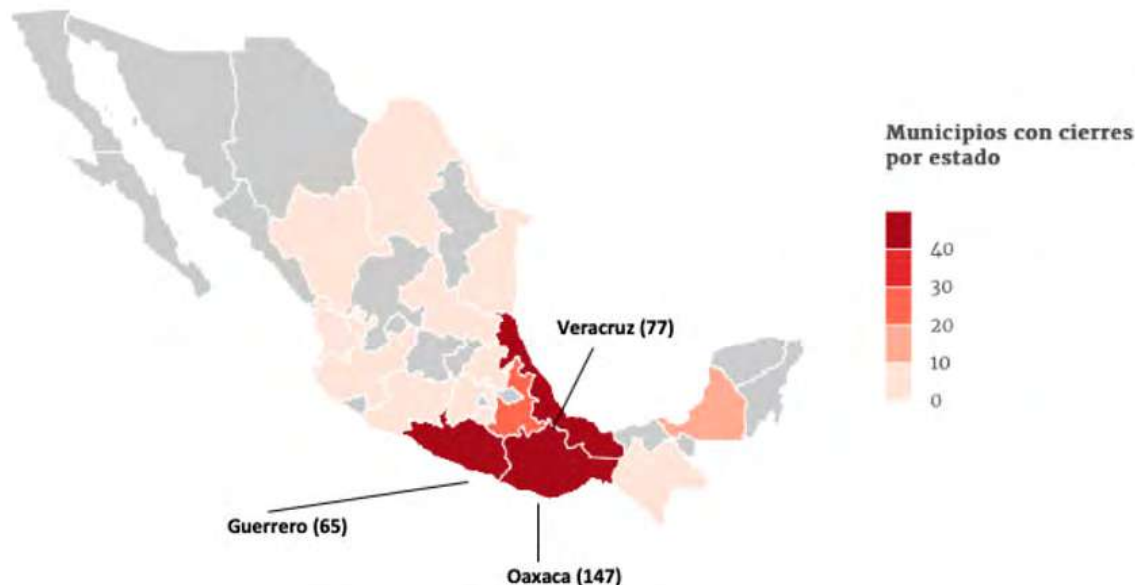 Municipios con cierres
por estado
40
30
20
10
0
Veracruz (77)
Guerrero (65)
Oaxaca (147)